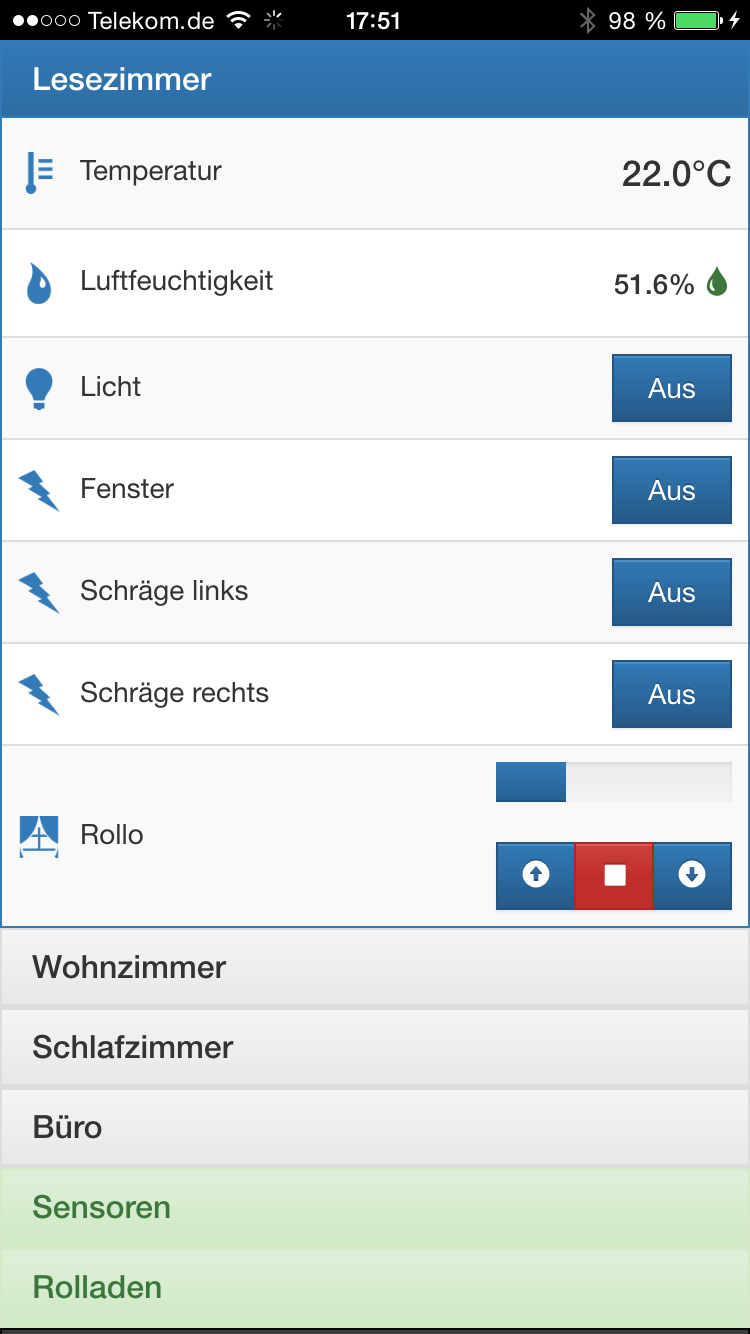 Telekom.de 17:51 98 %
Lesezimmer
Temperatur 22.0°C
Luftfeuchtigkeit 51.6%
Licht Aus
Fenster Aus
Schräge links Aus
Schräge rechts Aus
Rollo
Wohnzimmer
Schlafzimmer
Büro
Sensoren
Rolladen